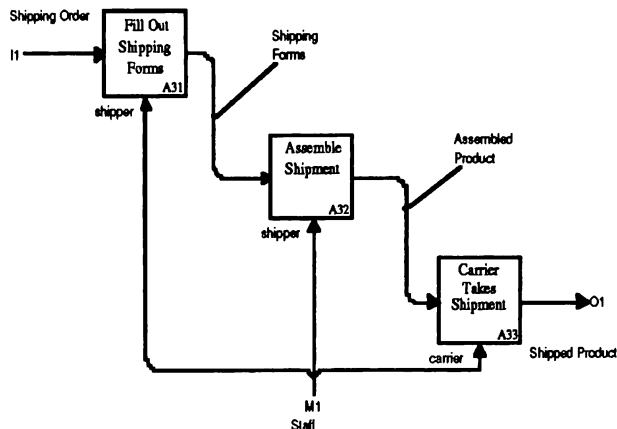 Shipping Order
I1
Fill Out
Shipping
Forms
A31
shipper
Shipping
Forms
Assemble
Shipment
A32
shipper
Assembled
Product
Carrier
Takes
Shipment
A33
carrier
O1
Shipped Product
M1
Staff